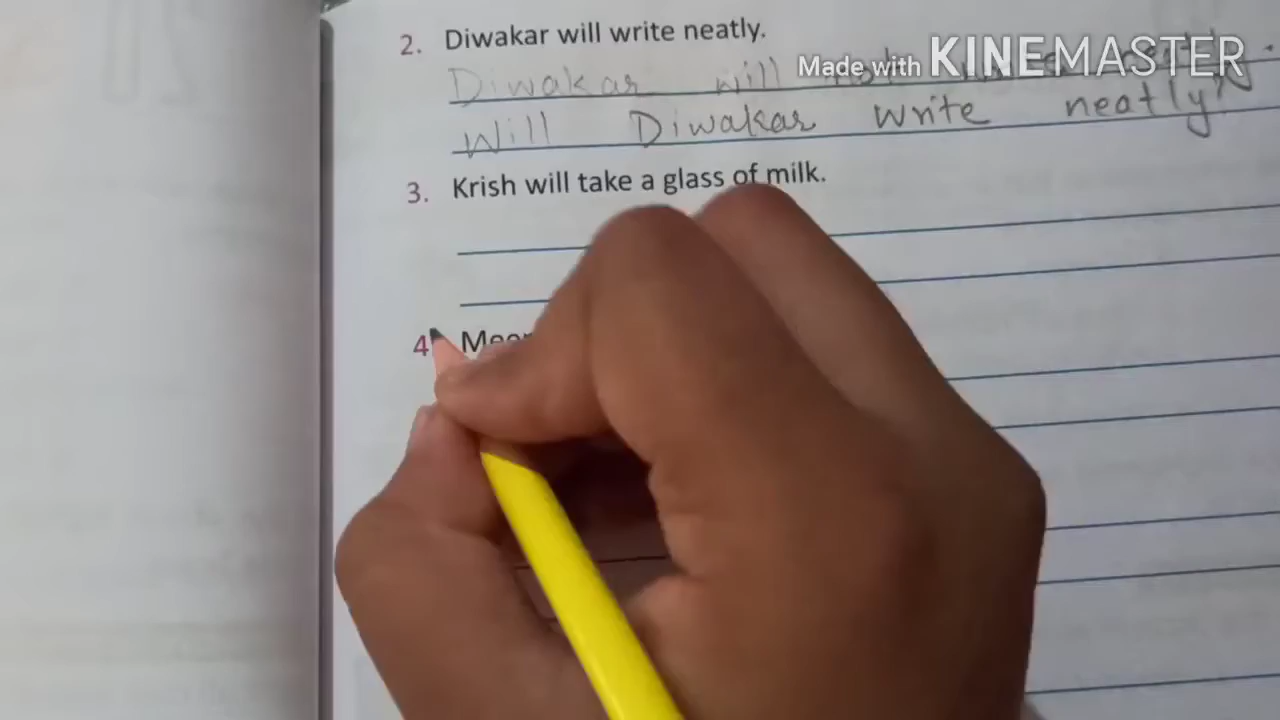 2. Diwakar will write neatly.
Made with KINEMASTER
Diwakar will
Will Diwakar write neatly?
3. Krish will take a glass of milk.
4